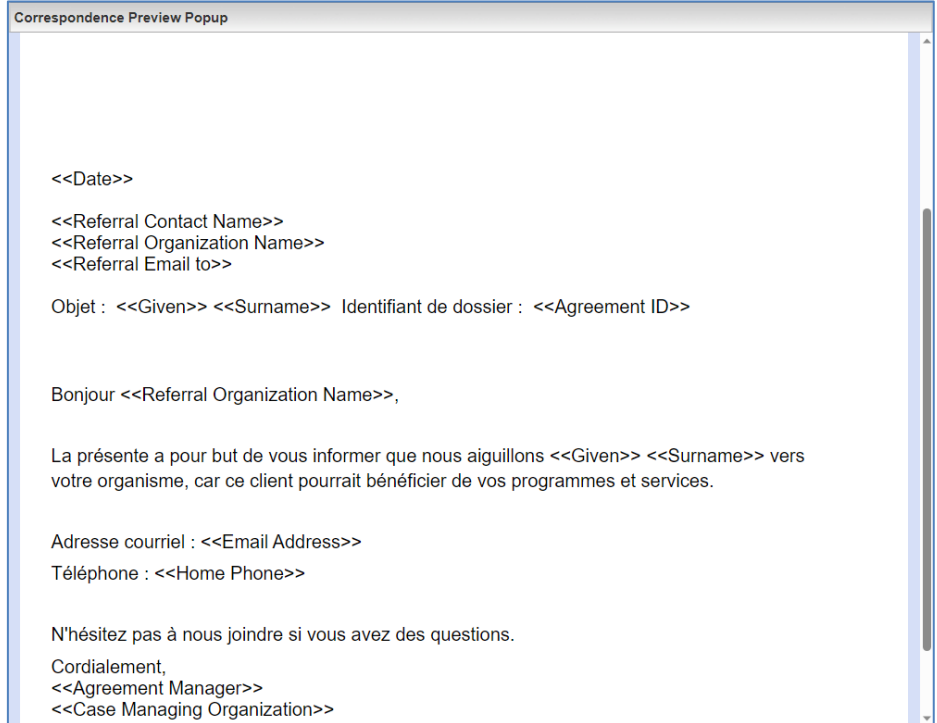 Correspondence Preview Popup
<<Date>>
<<Referral Contact Name>>
<<Referral Organization Name>>
<<Referral Email to>>
Objet : <<Given>> <<Surname>> Identifiant de dossier : <<Agreement ID>>
Bonjour <<Referral Organization Name>>,
La présente a pour but de vous informer que nous aiguillons <<Given>> <<Surname>> vers
votre organisme, car ce client pourrait bénéficier de vos programmes et services.
Adresse courriel : <<Email Address>>
Téléphone : <<Home Phone>>
N'hésitez pas à nous joindre si vous avez des questions.
Cordialement,
<<Agreement Manager>>
<<Case Managing Organization>>